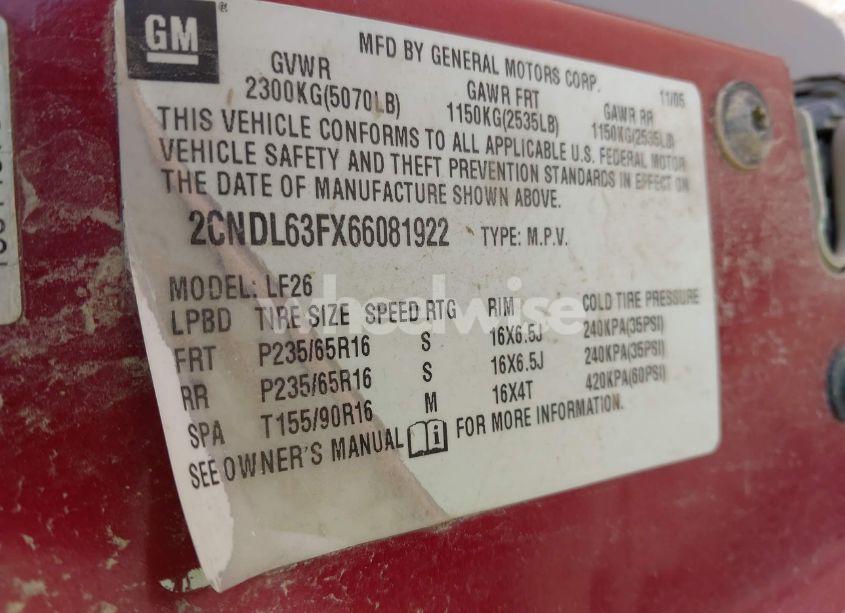 GM
MFD BY GENERAL MOTORS CORP. 11/05
GVWR GAWR FRT GAWR RR
2300KG(5070LB) 1150KG(2535LB) 1150KG(2535LB)
THIS VEHICLE CONFORMS TO ALL APPLICABLE U.S. FEDERAL MOTOR
VEHICLE SAFETY AND THEFT PREVENTION STANDARDS IN EFFECT ON
THE DATE OF MANUFACTURE SHOWN ABOVE.
2CNDL63FX66081922 TYPE: M.P.V.
MODEL: LF26
LPBD TIRE SIZE SPEED RTG RIM COLD TIRE PRESSURE
FRT P235/65R16 S 16X6.5J 240KPA(35PSI)
RR P235/65R16 S 16X6.5J 240KPA(35PSI)
SPA T155/90R16 M 16X4T 420KPA(60PSI)
SEE OWNER'S MANUAL FOR MORE INFORMATION.
wheelwise